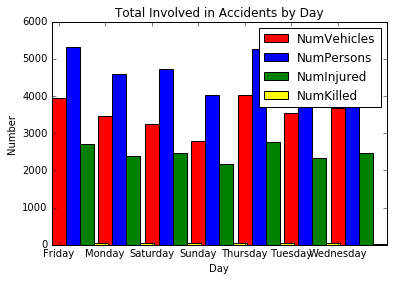 Total Involved in Accidents by Day
6000
5000
4000
3000
2000
1000
0
Number
NumVehicles
NumPersons
NumInjured
NumKilled
Friday Monday Saturday Sunday Thursday Tuesday Wednesday
Day